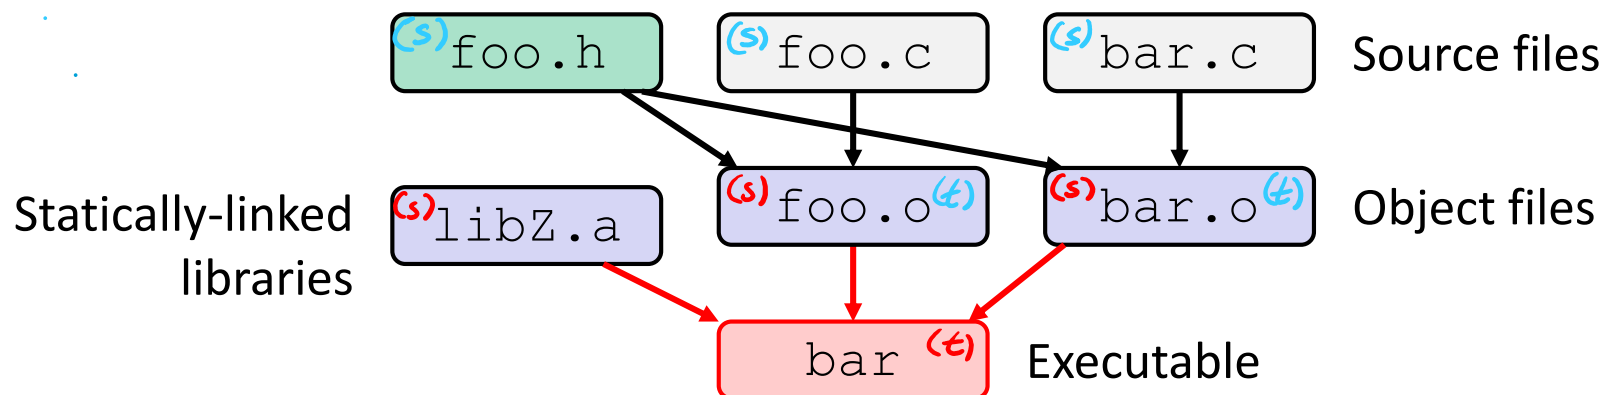 (s) foo.h (s) foo.c (s) bar.c Source files
Statically-linked
libraries
(s) libZ.a (s) foo.o (t) (s) bar.o (t) Object files
bar (t) Executable